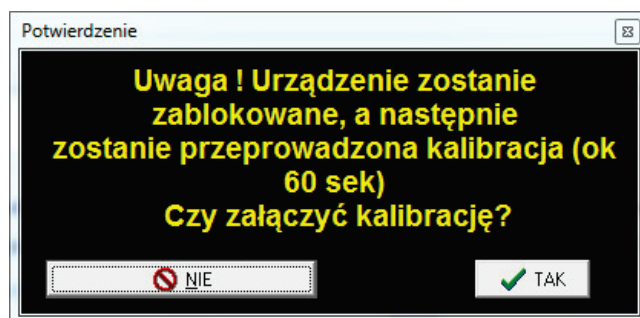 Potwierdzenie
Uwaga ! Urządzenie zostanie
zablokowane, a następnie
zostanie przeprowadzona kalibracja (ok
60 sek)
Czy załączyć kalibrację?
NIE
TAK